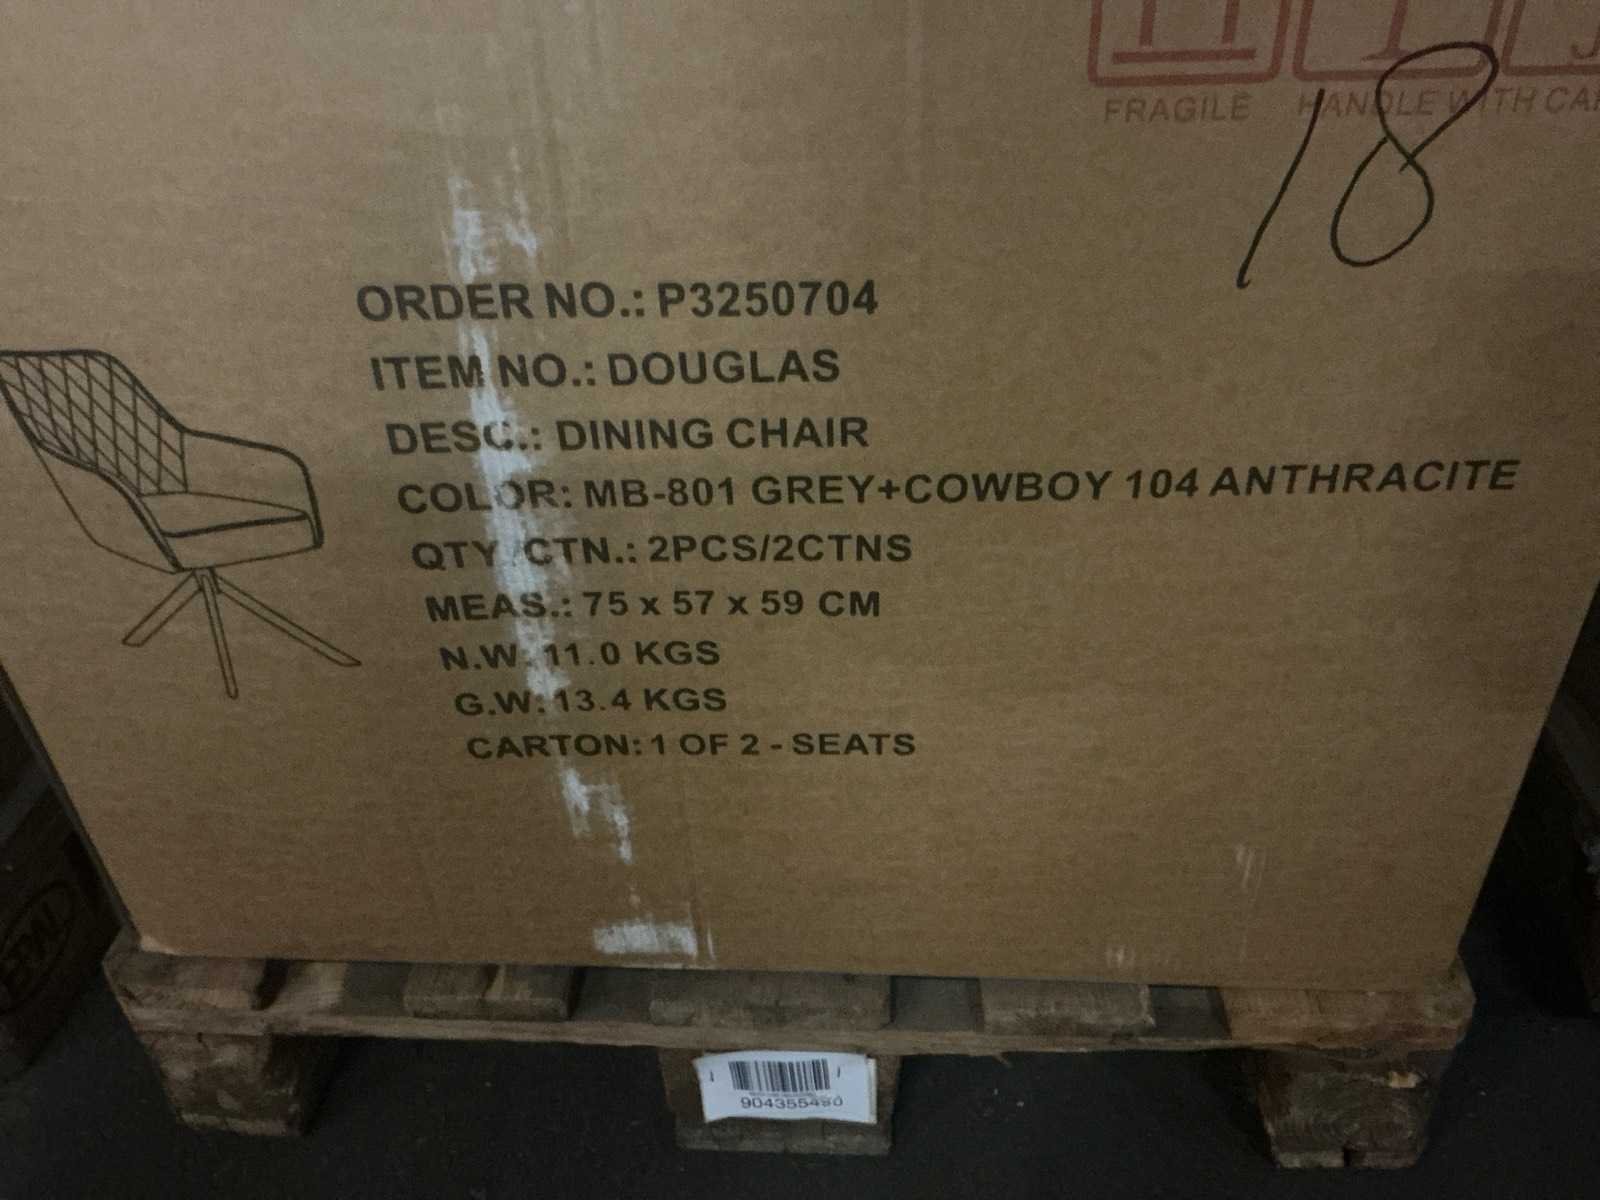 FRAGILE HANDLE WITH
18
ORDER NO.: P3250704
ITEM NO.: DOUGLAS
DESC.: DINING CHAIR
COLOR: MB-801 GREY+COWBOY 104 ANTHRACITE
QTY/CTN.: 2PCS/2CTNS
MEAS.: 75 x 57 x 59 CM
N.W: 11.0 KGS
G.W: 13.4 KGS
CARTON: 1 OF 2 - SEATS